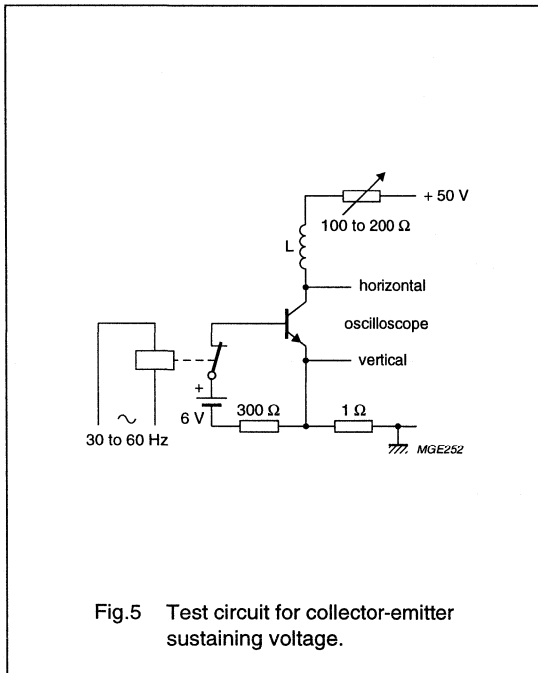 + 50 V
100 to 200 Ω
L
horizontal
oscilloscope
vertical
+
6 V
300 Ω
1 Ω
30 to 60 Hz
MGE252
Fig.5 Test circuit for collector-emitter
sustaining voltage.